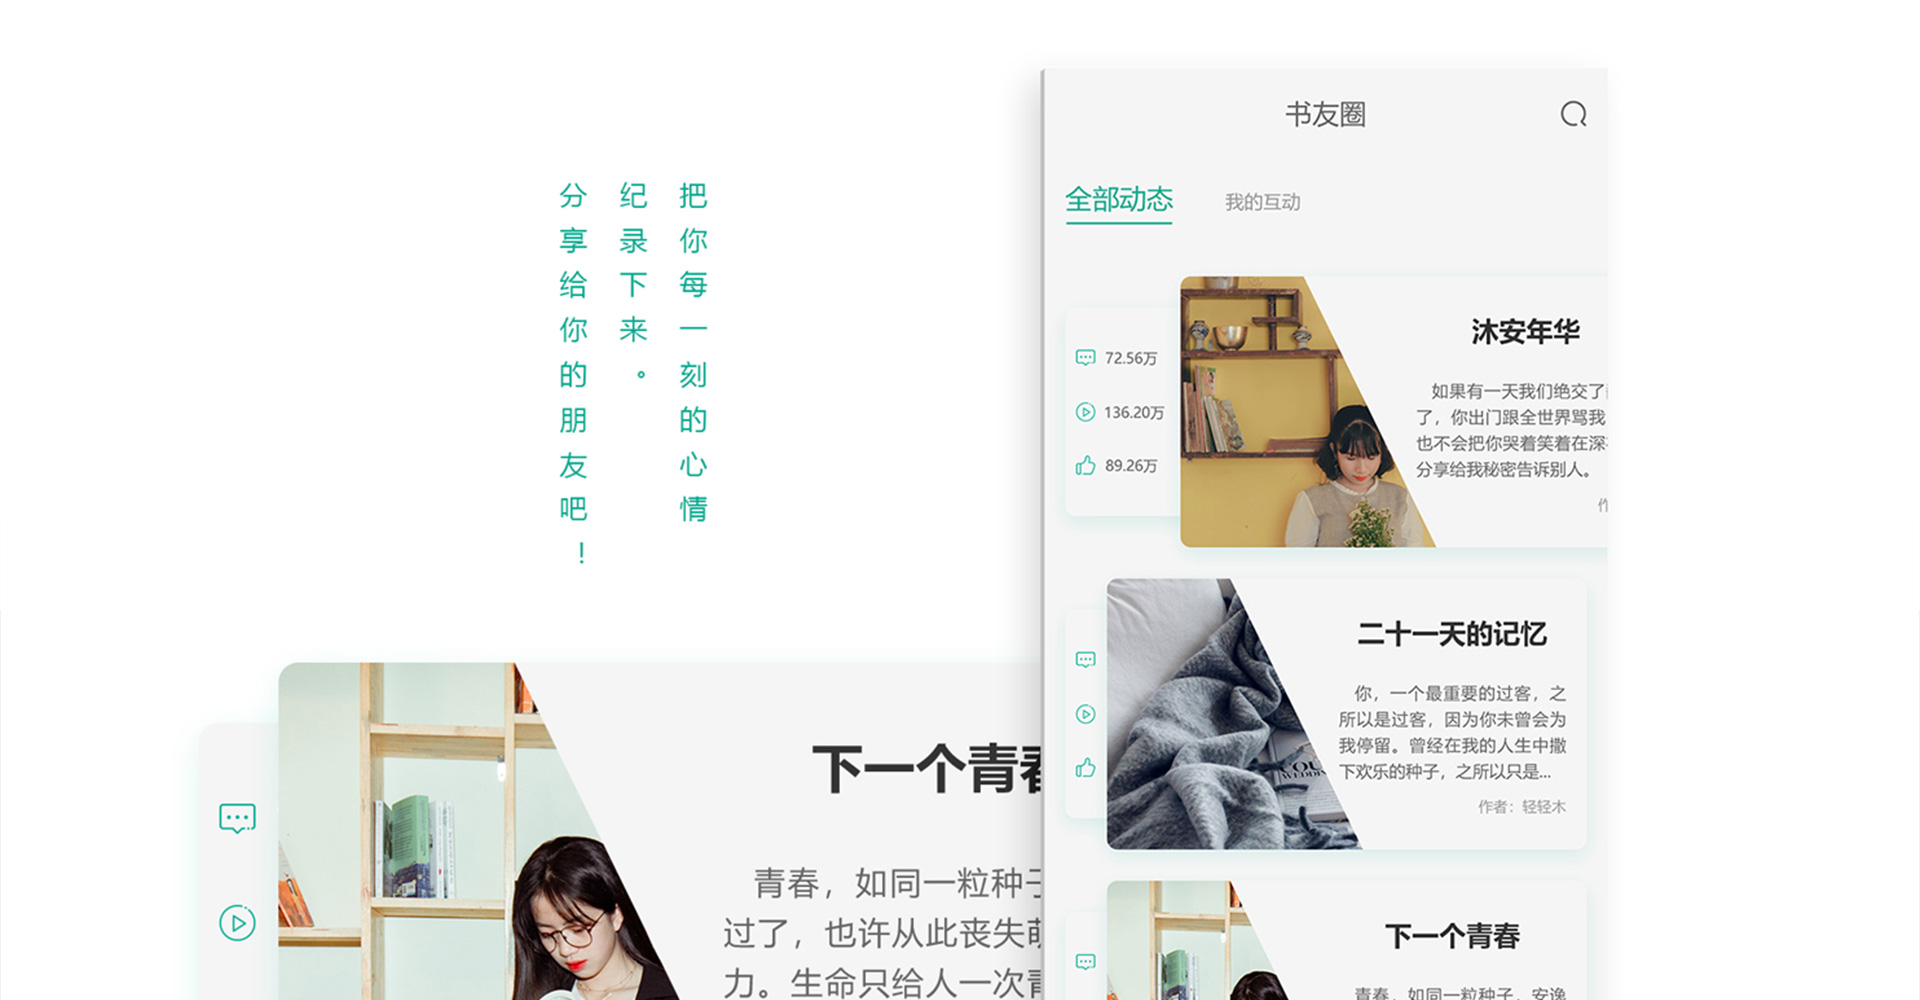 把你每一刻的心情
纪录下来。
分享给你的朋友吧！
书友圈
全部动态
我的互动
72.56万
136.20万
89.26万
沐安年华
如果有一天我们绝交了
了，你出门跟全世界骂我
也不会把你哭着笑着在深
分享给我秘密告诉别人。
二十一天的记忆
你，一个最重要的过客，之
所以是过客，因为你未曾会为
我停留。曾经在我的人生中撒
下欢乐的种子，之所以只是...
作者：轻轻木
下一个青春
青春，如同一粒种子，安逸
下一个青春
青春，如同一粒种子
过了，也许从此丧失萌
力。生命只给人一次青